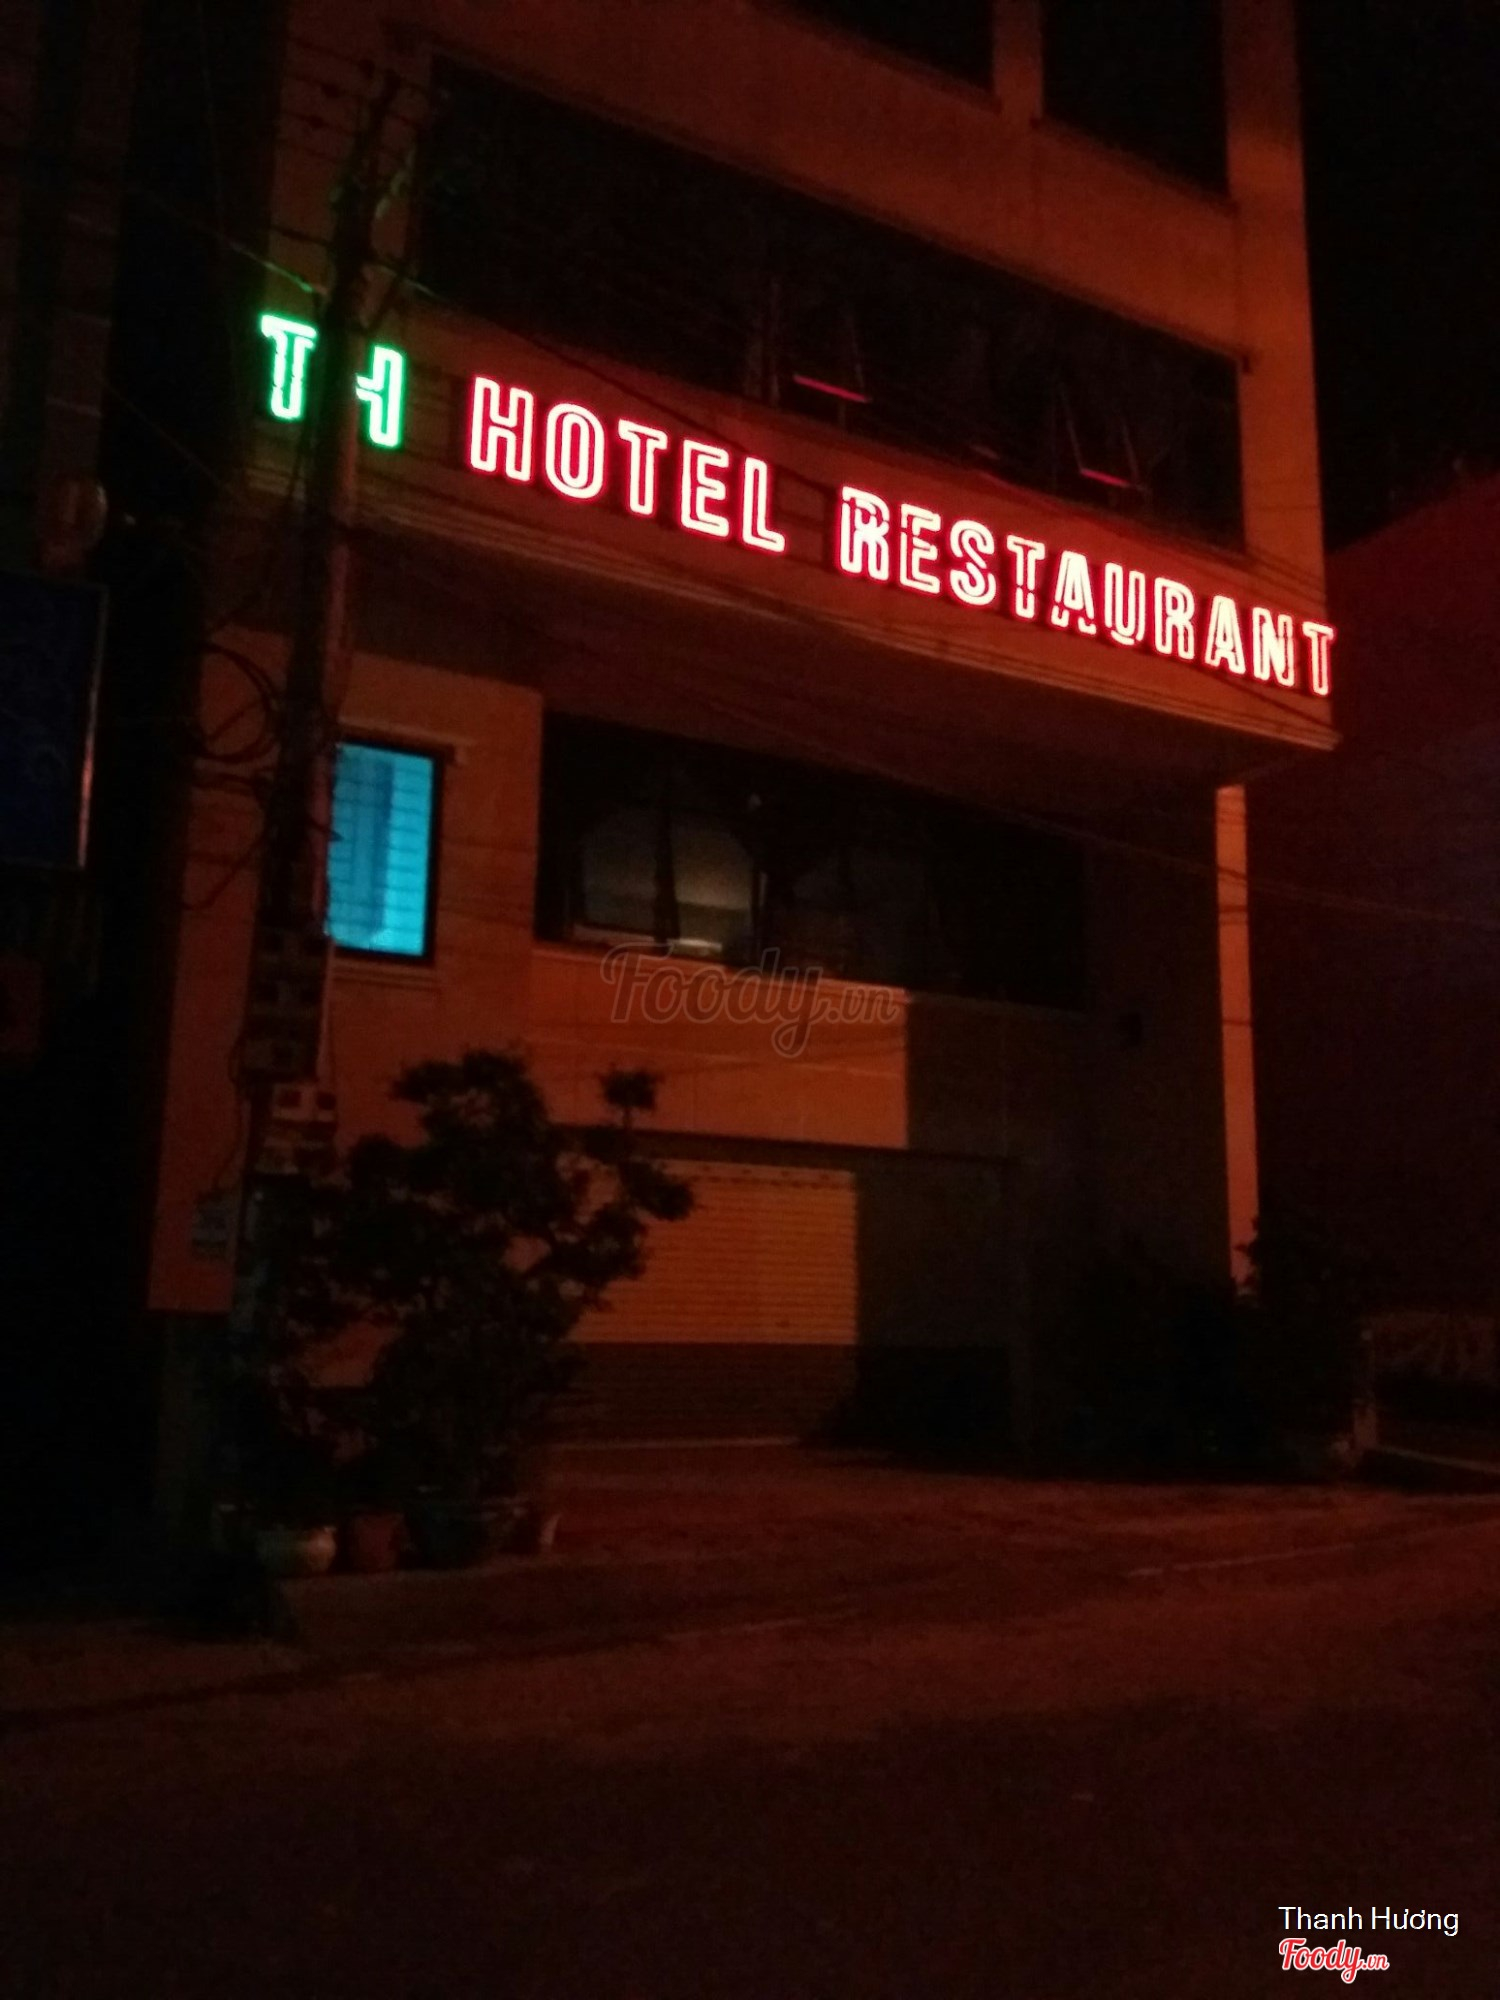 TH HOTEL RESTAURANT
Foody.vn
Thanh Hương
Foody.vn